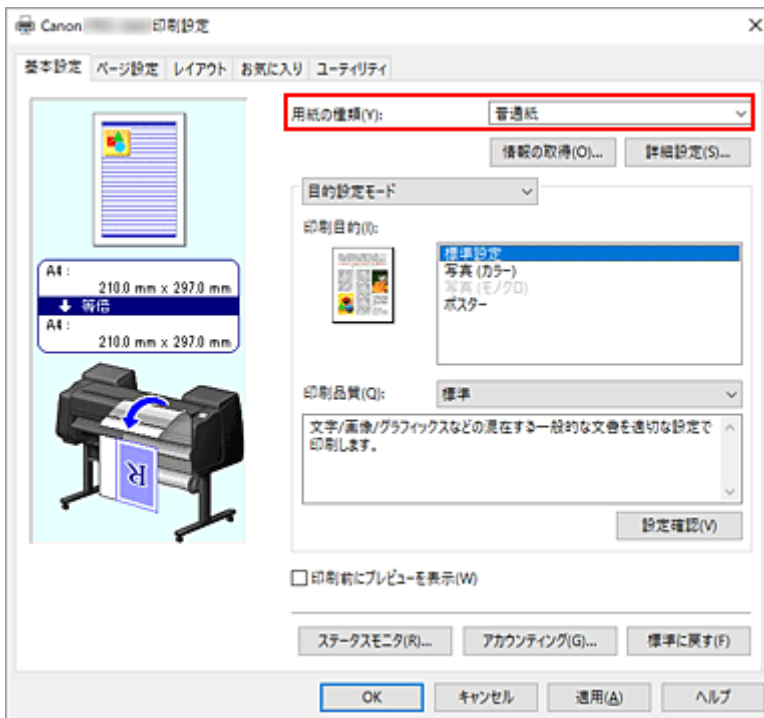 Canon 印刷設定
基本設定 ページ設定 レイアウト お気に入り ユーティリティ
用紙の種類(Y): 普通紙
情報の取得(O)... 詳細設定(S)...
目的設定モード
印刷目的(I):
標準設定
写真 (カラー)
写真 (モノクロ)
ポスター
A4 :
210.0 mm x 297.0 mm
等倍
A4 :
210.0 mm x 297.0 mm
R
印刷品質(Q): 標準
文字/画像/グラフィックスなどの混在する一般的な文書を適切な設定で
印刷します。
設定確認(V)
印刷前にプレビューを表示(W)
ステータスモニタ(R)... アカウンティング(G)... 標準に戻す(F)
OK キャンセル 適用(A) ヘルプ